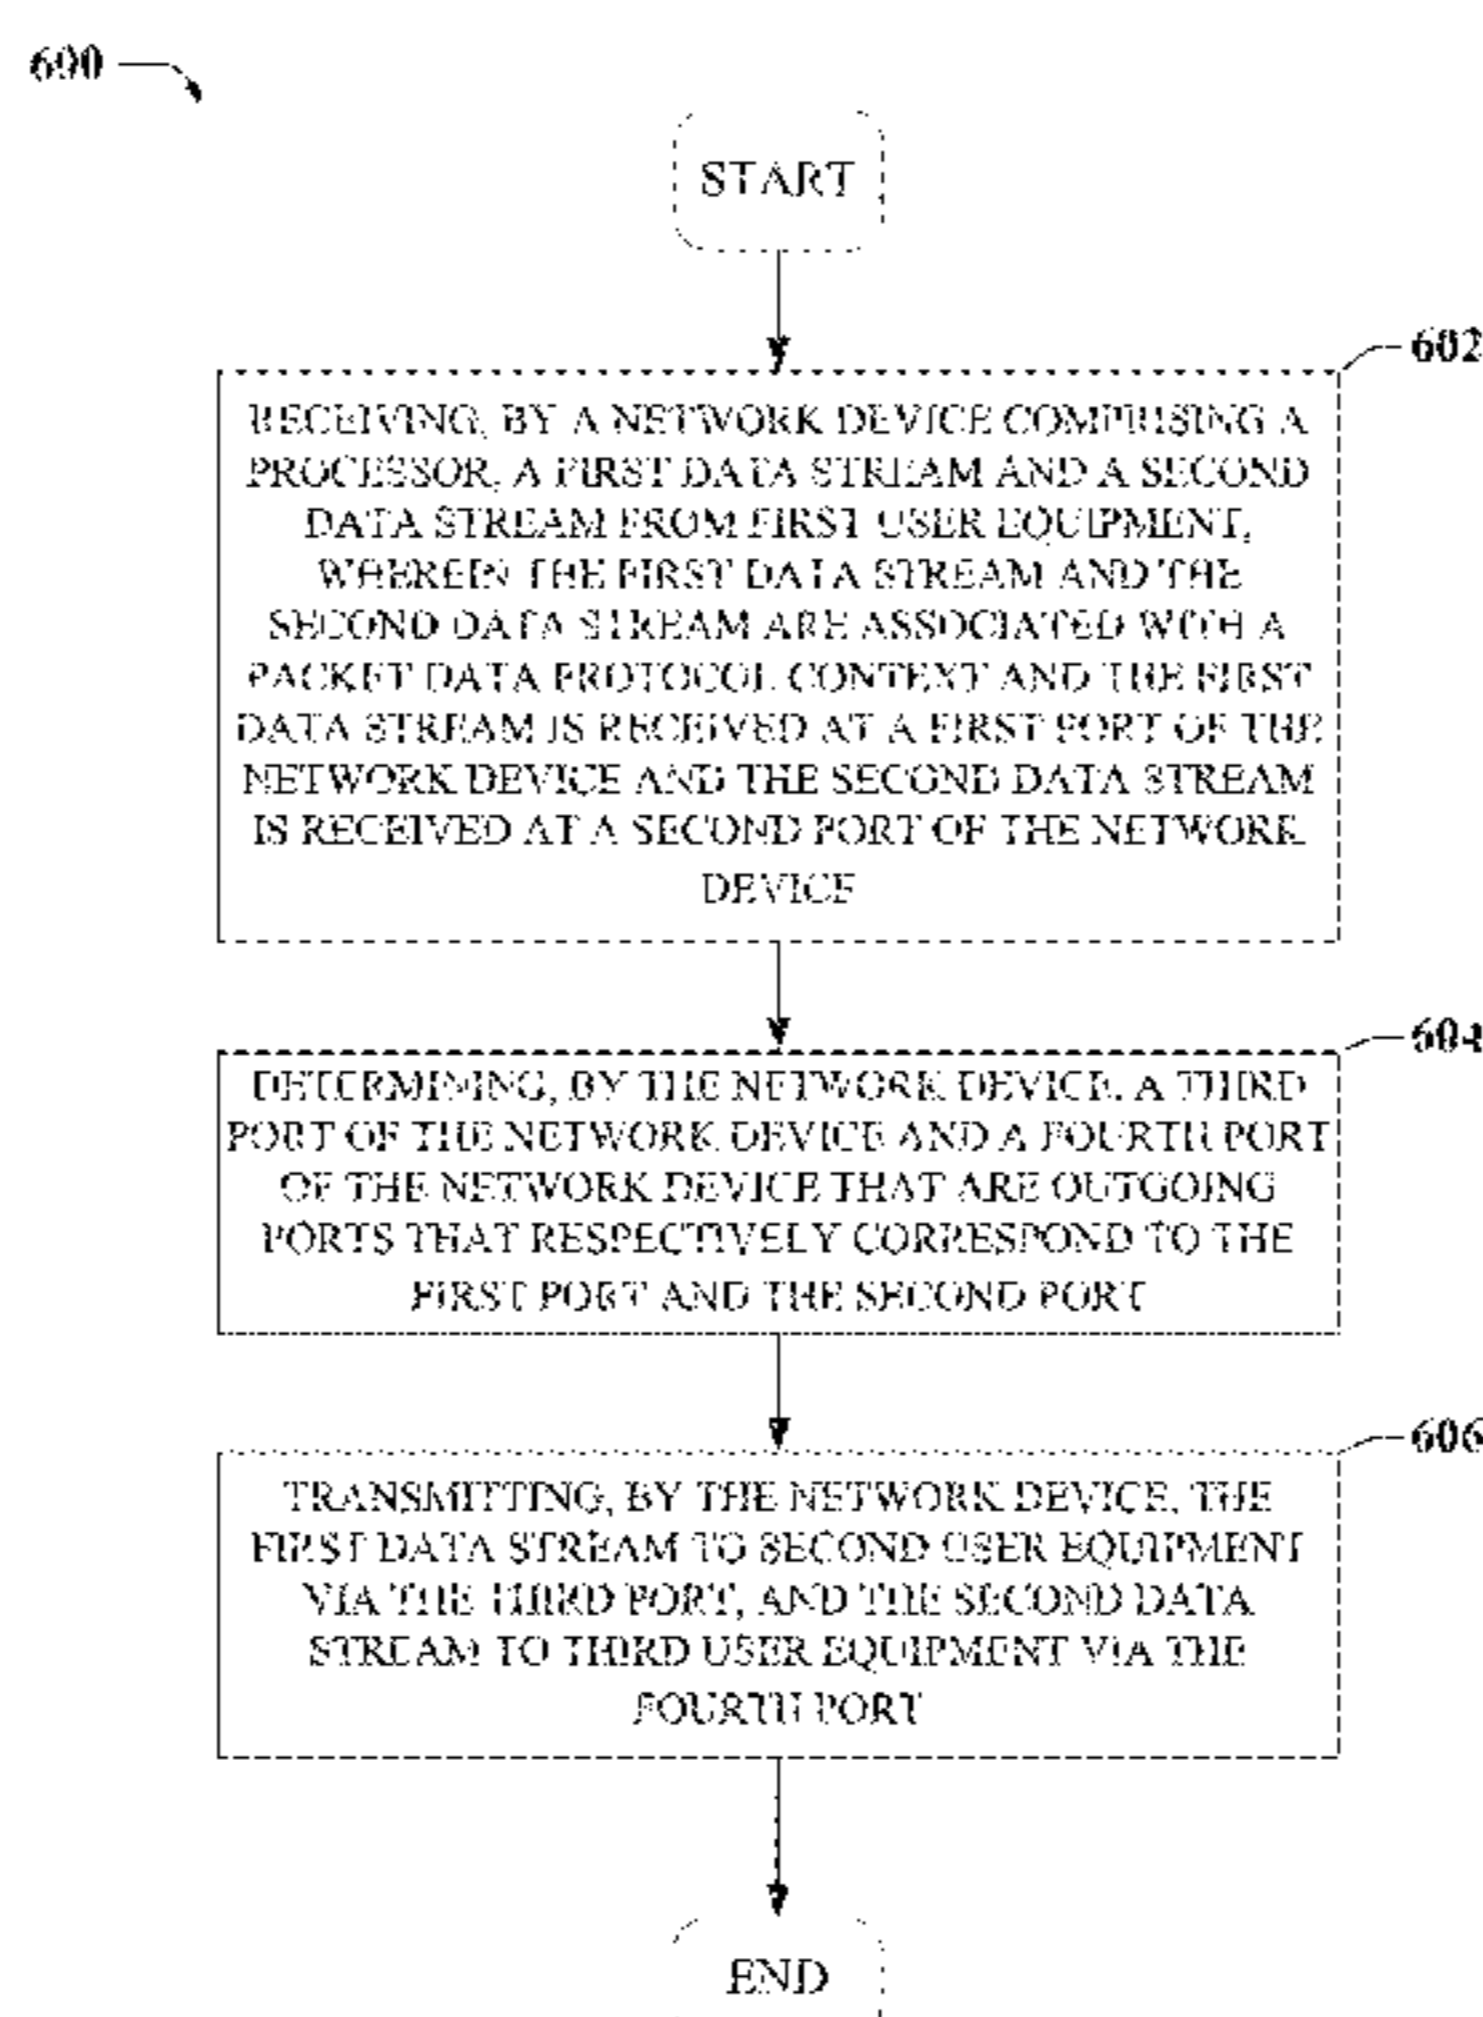 600
START
602
RECEIVING, BY A NETWORK DEVICE COMPRISING A
PROCESSOR, A FIRST DATA STREAM AND A SECOND
DATA STREAM FROM FIRST USER EQUIPMENT,
WHEREIN THE FIRST DATA STREAM AND THE
SECOND DATA STREAM ARE ASSOCIATED WITH A
PACKET DATA PROTOCOL CONTEXT AND THE FIRST
DATA STREAM IS RECEIVED AT A FIRST PORT OF THE
NETWORK DEVICE AND THE SECOND DATA STREAM
IS RECEIVED AT A SECOND PORT OF THE NETWORK
DEVICE
604
DETERMINING, BY THE NETWORK DEVICE, A THIRD
PORT OF THE NETWORK DEVICE AND A FOURTH PORT
OF THE NETWORK DEVICE THAT ARE OUTGOING
PORTS THAT RESPECTIVELY CORRESPOND TO THE
FIRST PORT AND THE SECOND PORT
606
TRANSMITTING, BY THE NETWORK DEVICE, THE
FIRST DATA STREAM TO SECOND USER EQUIPMENT
VIA THE THIRD PORT, AND THE SECOND DATA
STREAM TO THIRD USER EQUIPMENT VIA THE
FOURTH PORT
END